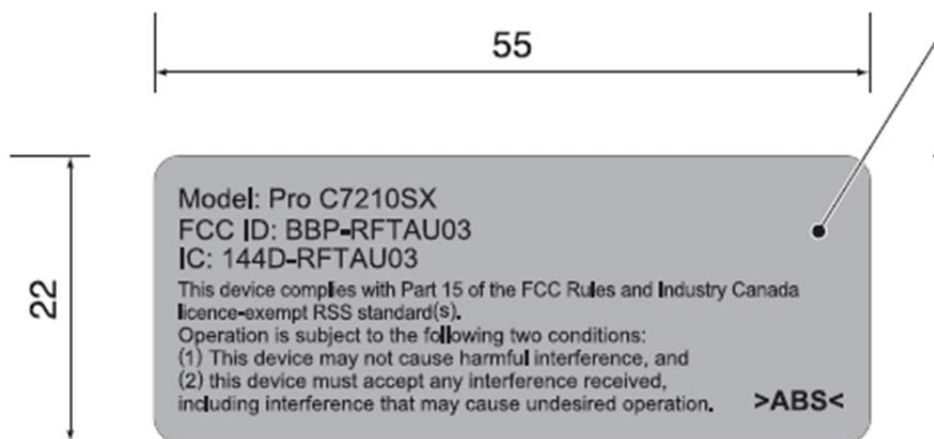 55
22
Model: Pro C7210SX
FCC ID: BBP-RFTAU03
IC: 144D-RFTAU03
This device complies with Part 15 of the FCC Rules and Industry Canada
licence-exempt RSS standard(s).
Operation is subject to the following two conditions:
(1) This device may not cause harmful interference, and
(2) this device must accept any interference received,
including interference that may cause undesired operation.
>ABS<